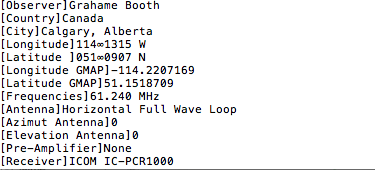 [Observer]Grahame Booth
[Country]Canada
[City]Calgary, Alberta
[Longitude]114∞1315 W
[Latitude ]051∞0907 N
[Longitude GMAP]-114.2207169
[Latitude GMAP]51.1518709
[Frequencies]61.240 MHz
[Antenna]Horizontal Full Wave Loop
[Azimut Antenna]0
[Elevation Antenna]0
[Pre-Amplifier]None
[Receiver]ICOM IC-PCR1000